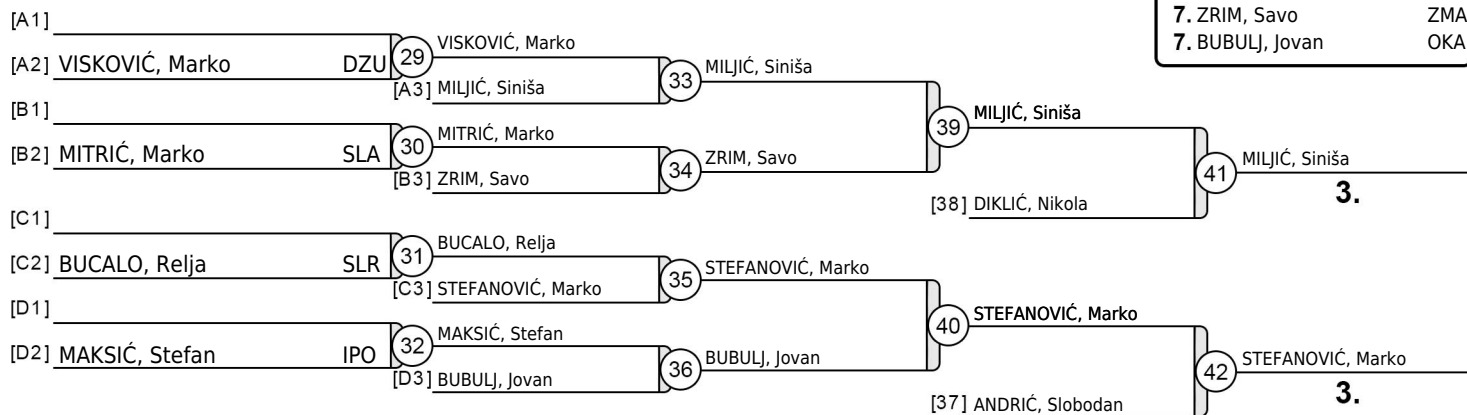 7. ZRIM, Savo ZMA
7. BUBULJ, Jovan OKA
[A1]
[A2] VISKOVIĆ, Marko DZU
29
VISKOVIĆ, Marko
[A3] MILJIĆ, Siniša
33
MILJIĆ, Siniša
[B1]
[B2] MITRIĆ, Marko SLA
30
MITRIĆ, Marko
[B3] ZRIM, Savo
34
ZRIM, Savo
39
MILJIĆ, Siniša
[38] DIKLIĆ, Nikola
41
MILJIĆ, Siniša
3.
[C1]
[C2] BUCALO, Relja SLR
31
BUCALO, Relja
[C3] STEFANOVIĆ, Marko
35
STEFANOVIĆ, Marko
[D1]
[D2] MAKSIĆ, Stefan IPO
32
MAKSIĆ, Stefan
[D3] BUBULJ, Jovan
36
BUBULJ, Jovan
40
STEFANOVIĆ, Marko
[37] ANDRIĆ, Slobodan
42
STEFANOVIĆ, Marko
3.